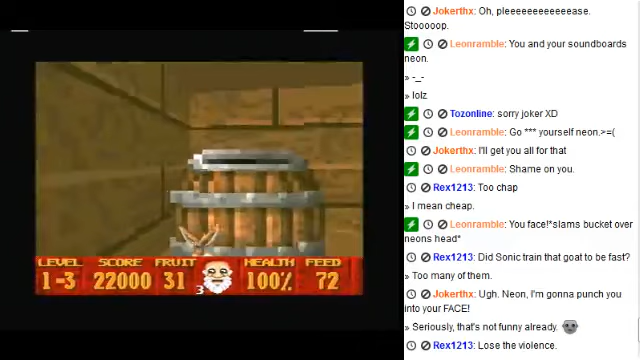 LEVEL SCORE FRUIT HEALTH FEED
1-3 22000 31 3 100% 72
Jokerthx: Oh, pleeeeeeeeeeeease.
Stooooop.
Leonramble: You and your soundboards
neon.
» -_-
» lolz
Tozonline: sorry joker XD
Leonramble: Go *** yourself neon.>=(
Jokerthx: I'll get you all for that
Leonramble: Shame on you.
Rex1213: Too chap
» I mean cheap.
Leonramble: You face!*slams bucket over
neons head*
Rex1213: Did Sonic train that goat to be fast?
» Too many of them.
Jokerthx: Ugh. Neon, I'm gonna punch you
into your FACE!
» Seriously, that's not funny already.
Rex1213: Lose the violence.